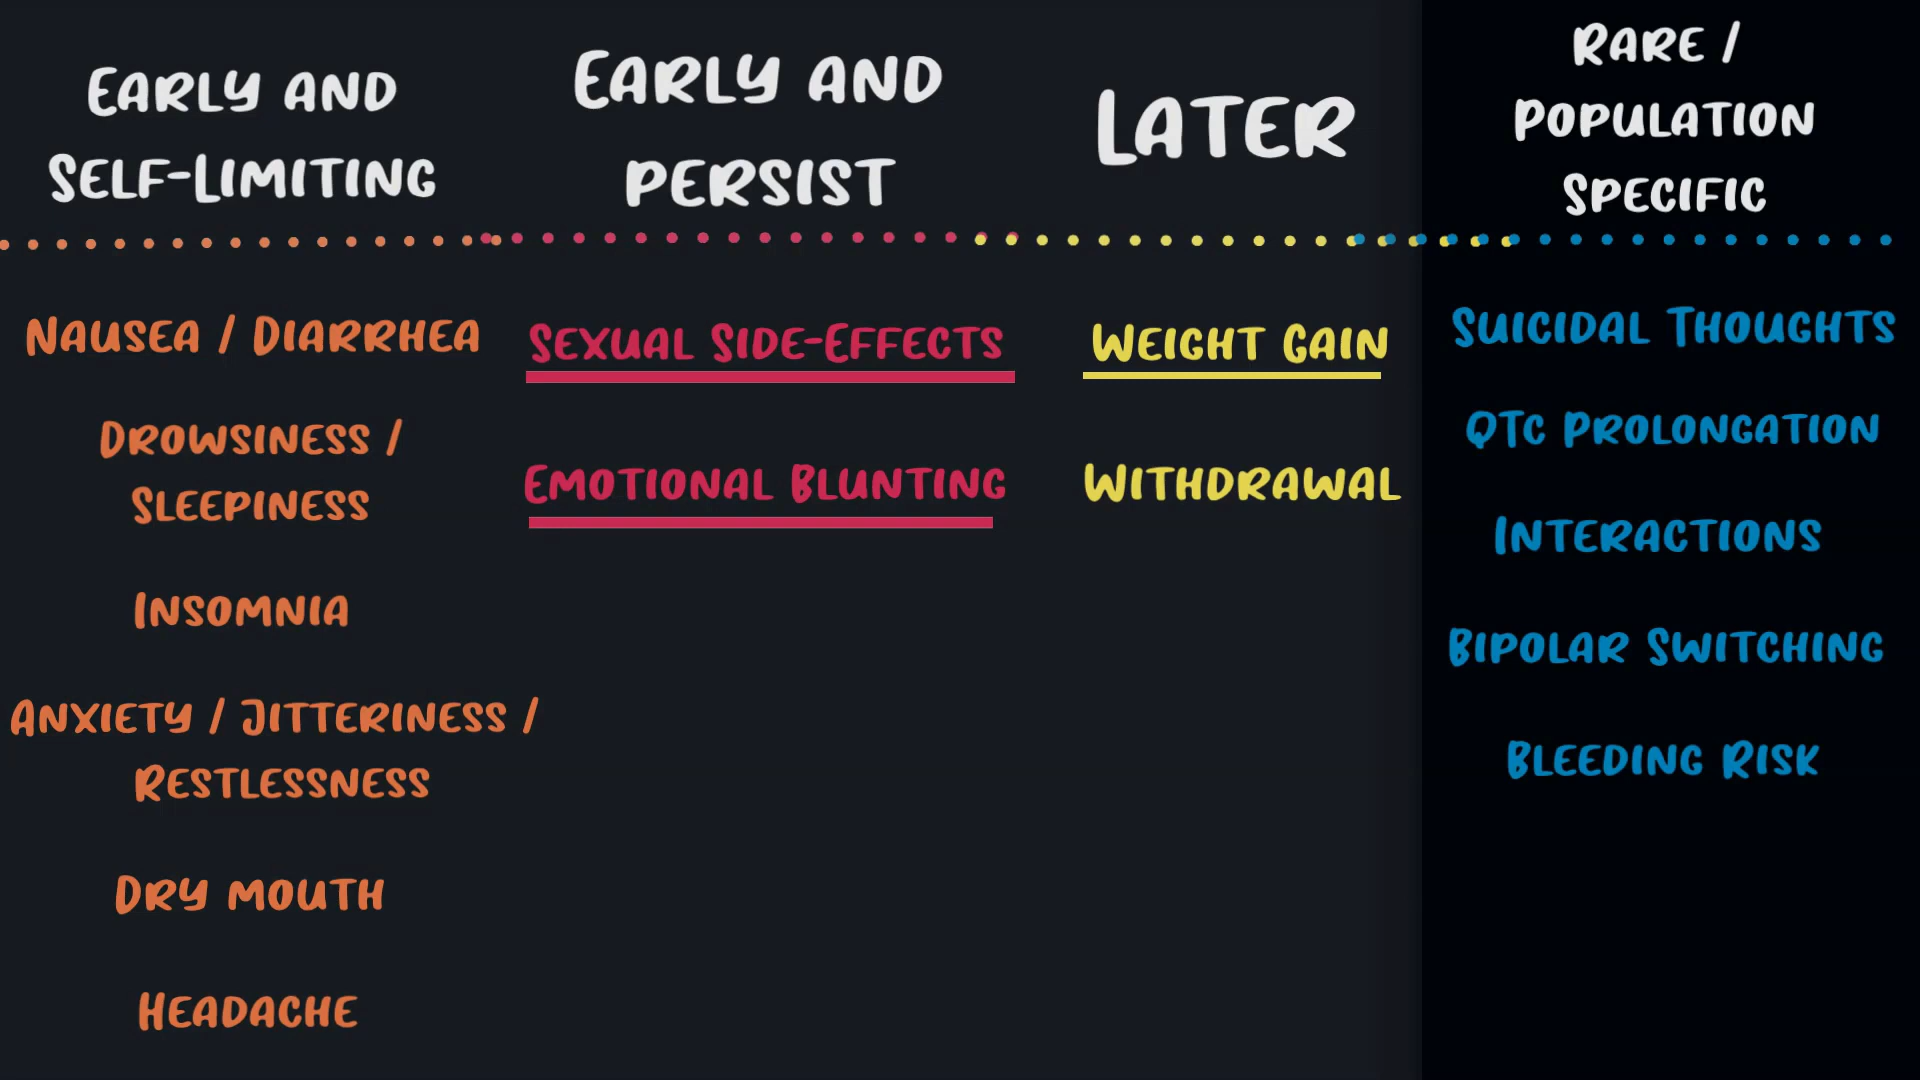 Early and
Self-Limiting
Nausea / Diarrhea
Drowsiness /
Sleepiness
Insomnia
Anxiety / Jitteriness /
Restlessness
Dry mouth
Headache
Early and
persist
Sexual Side-Effects
Emotional Blunting
Later
Weight Gain
Withdrawal
Rare /
Population
Specific
Suicidal Thoughts
QTc Prolongation
Interactions
Bipolar Switching
Bleeding Risk